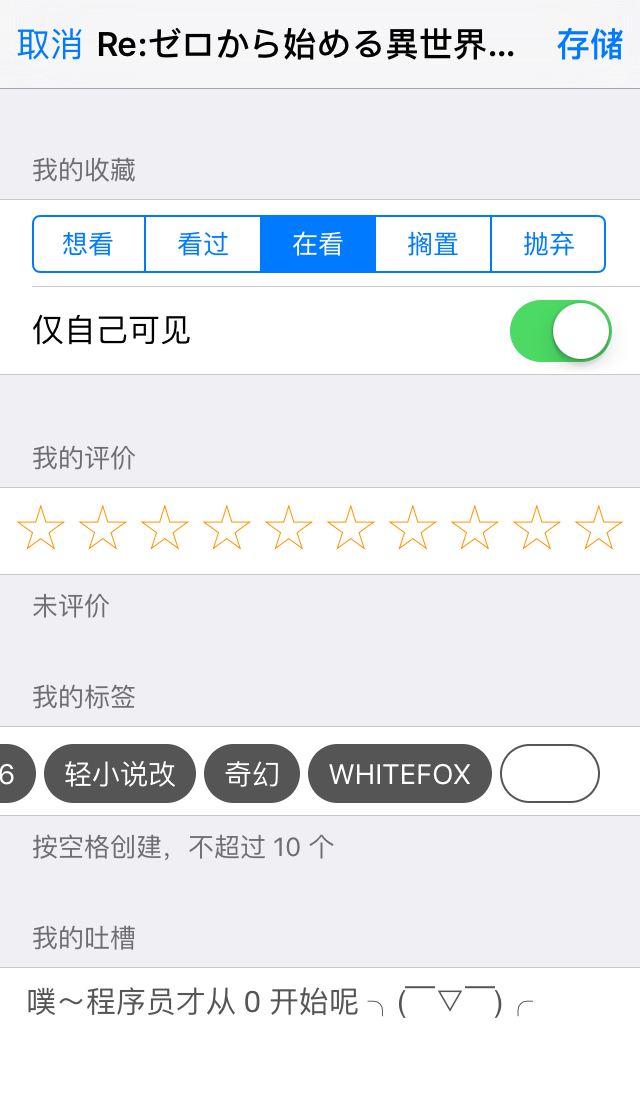 取消 Re:ゼロから始める異世界... 存储
我的收藏
想看 看过 在看 搁置 抛弃
仅自己可见
我的评价
未评价
我的标签
6 轻小说改 奇幻 WHITEFOX
按空格创建，不超过 10 个
我的吐槽
噗～程序员才从 0 开始呢 ╮(￣▽￣)╭